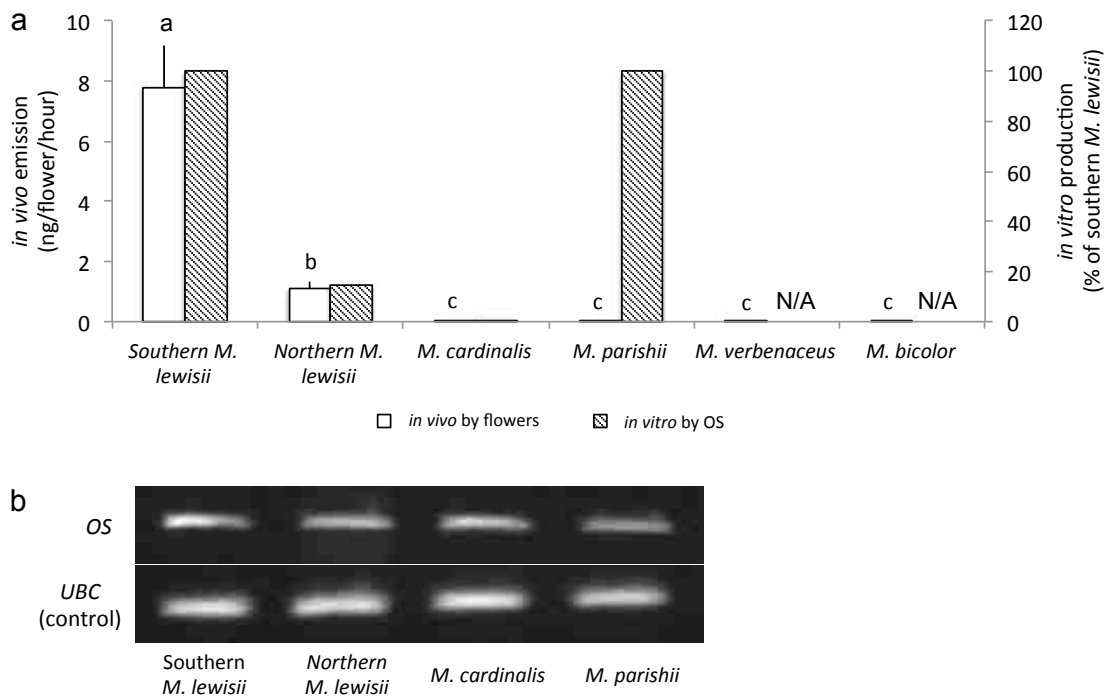 a
10
8
6
4
2
0
in vivo emission
(ng/flower/hour)
a
b
c
c
c
N/A
c
N/A
120
100
80
60
40
20
0
in vitro production
(% of southern M. lewisii)
Southern M.
lewisii
Northern M.
lewisii
M. cardinalis
M. parishii
M. verbenaceus
M. bicolor
in vivo by flowers
in vitro by OS
b
OS
UBC
(control)
Southern
M. lewisii
Northern
M. lewisii
M. cardinalis
M. parishii